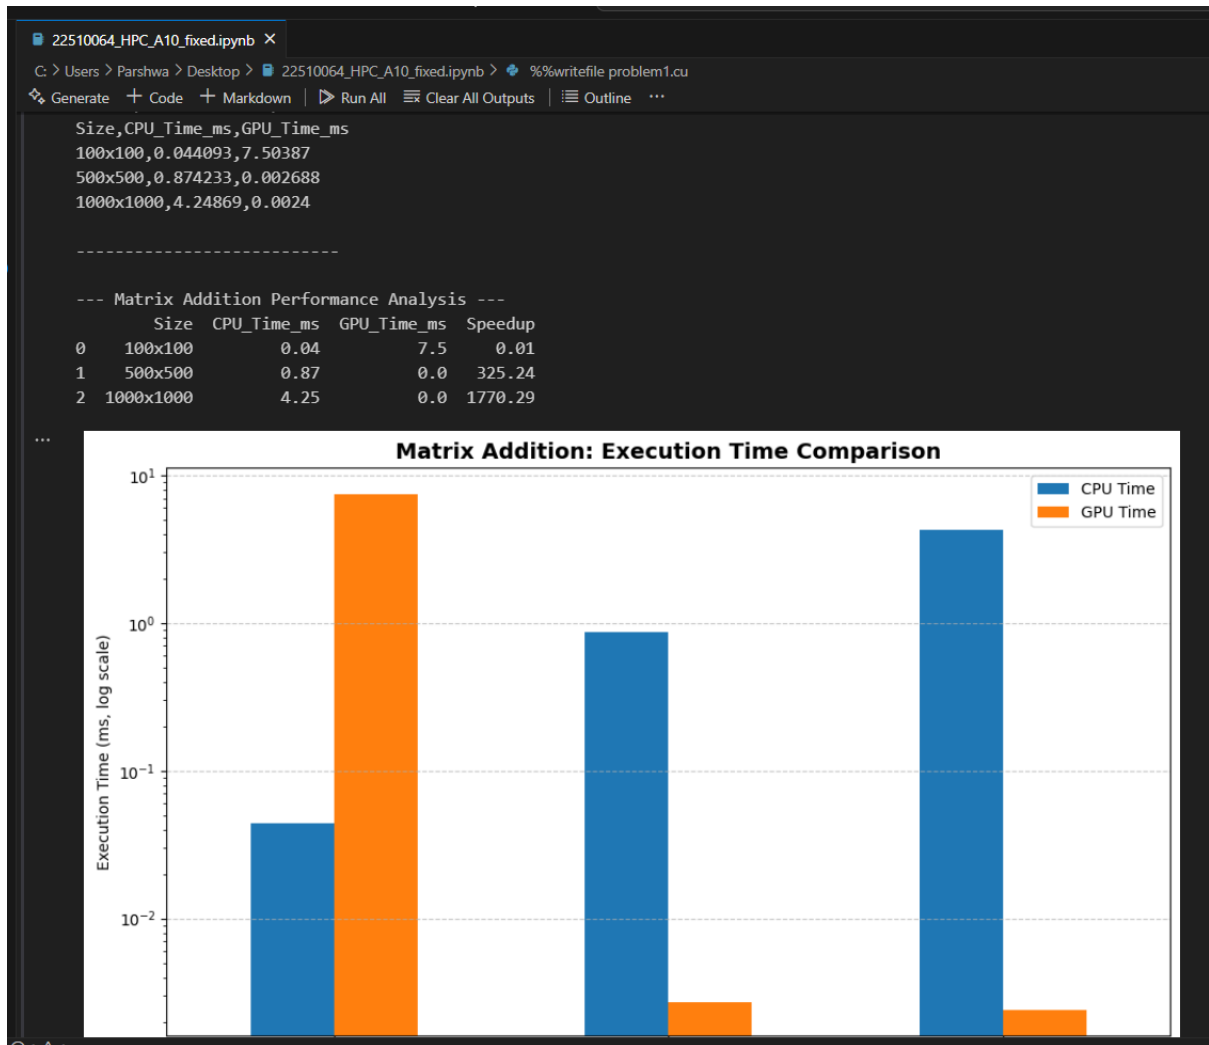 22510064_HPC_A10_fixed.ipynb ×
C: > Users > Parshwa > Desktop > 22510064_HPC_A10_fixed.ipynb > %%writefile problem1.cu
Generate + Code + Markdown | Run All Clear All Outputs | Outline ...
Size,CPU_Time_ms,GPU_Time_ms
100x100,0.044093,7.50387
500x500,0.874233,0.002688
1000x1000,4.24869,0.0024
---------------------------
--- Matrix Addition Performance Analysis ---
Size CPU_Time_ms GPU_Time_ms Speedup
0 100x100 0.04 7.5 0.01
1 500x500 0.87 0.0 325.24
2 1000x1000 4.25 0.0 1770.29
...
Matrix Addition: Execution Time Comparison
CPU Time
GPU Time
Execution Time (ms, log scale)
10¹
10⁰
10⁻¹
10⁻²